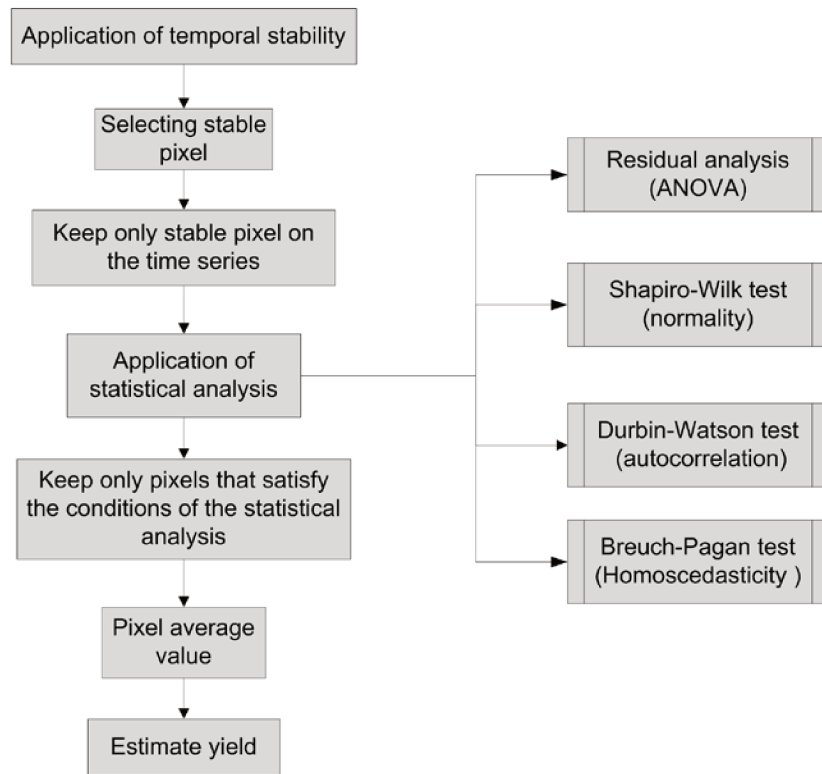 Application of temporal stability
Selecting stable
pixel
Keep only stable pixel on
the time series
Application of
statistical analysis
Keep only pixels that satisfy
the conditions of the statistical
analysis
Pixel average
value
Estimate yield
Residual analysis
(ANOVA)
Shapiro-Wilk test
(normality)
Durbin-Watson test
(autocorrelation)
Breuch-Pagan test
(Homoscedasticity )